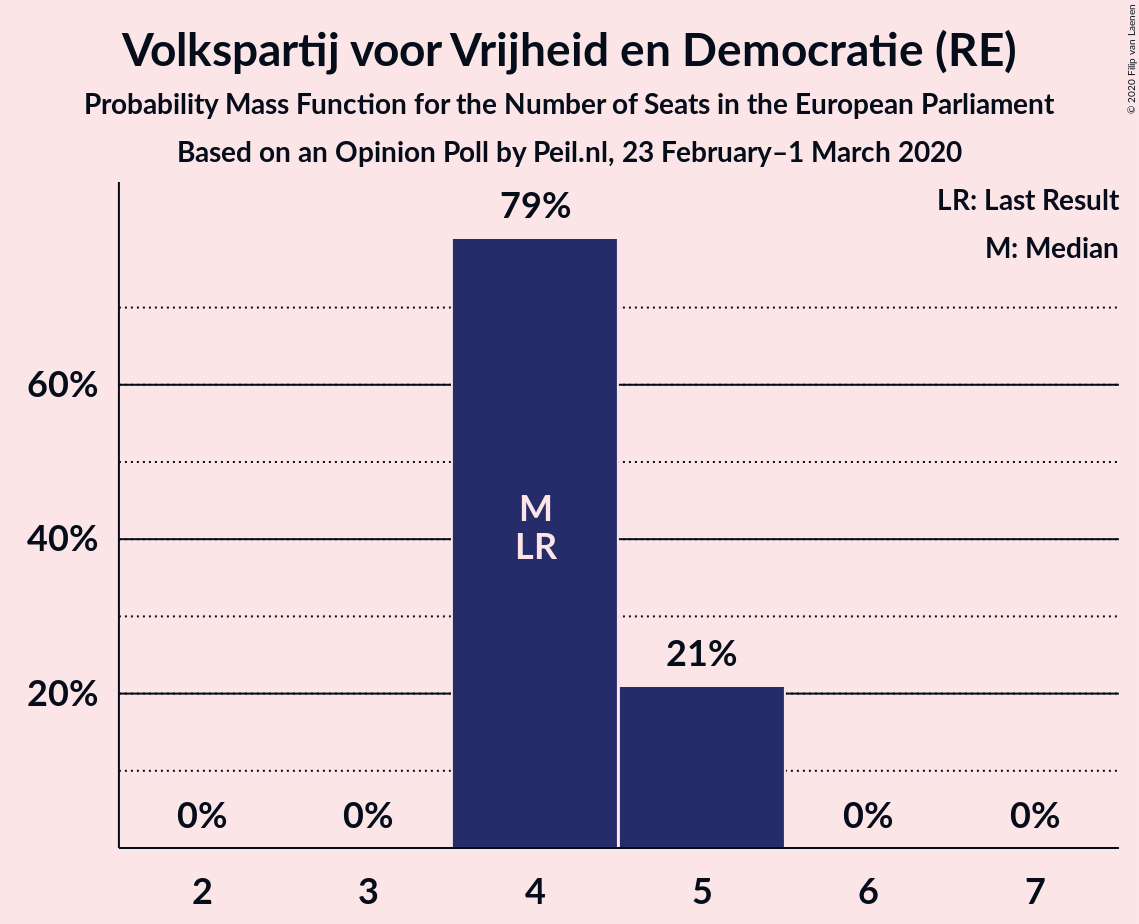 Volkspartij voor Vrijheid en Democratie (RE)
Probability Mass Function for the Number of Seats in the European Parliament
Based on an Opinion Poll by Peil.nl, 23 February–1 March 2020
© 2020 Filip van Laenen
LR: Last Result
M: Median
79%
60%
M
40%
LR
21%
20%
0% 0% 0% 0%
2 3 4 5 6 7